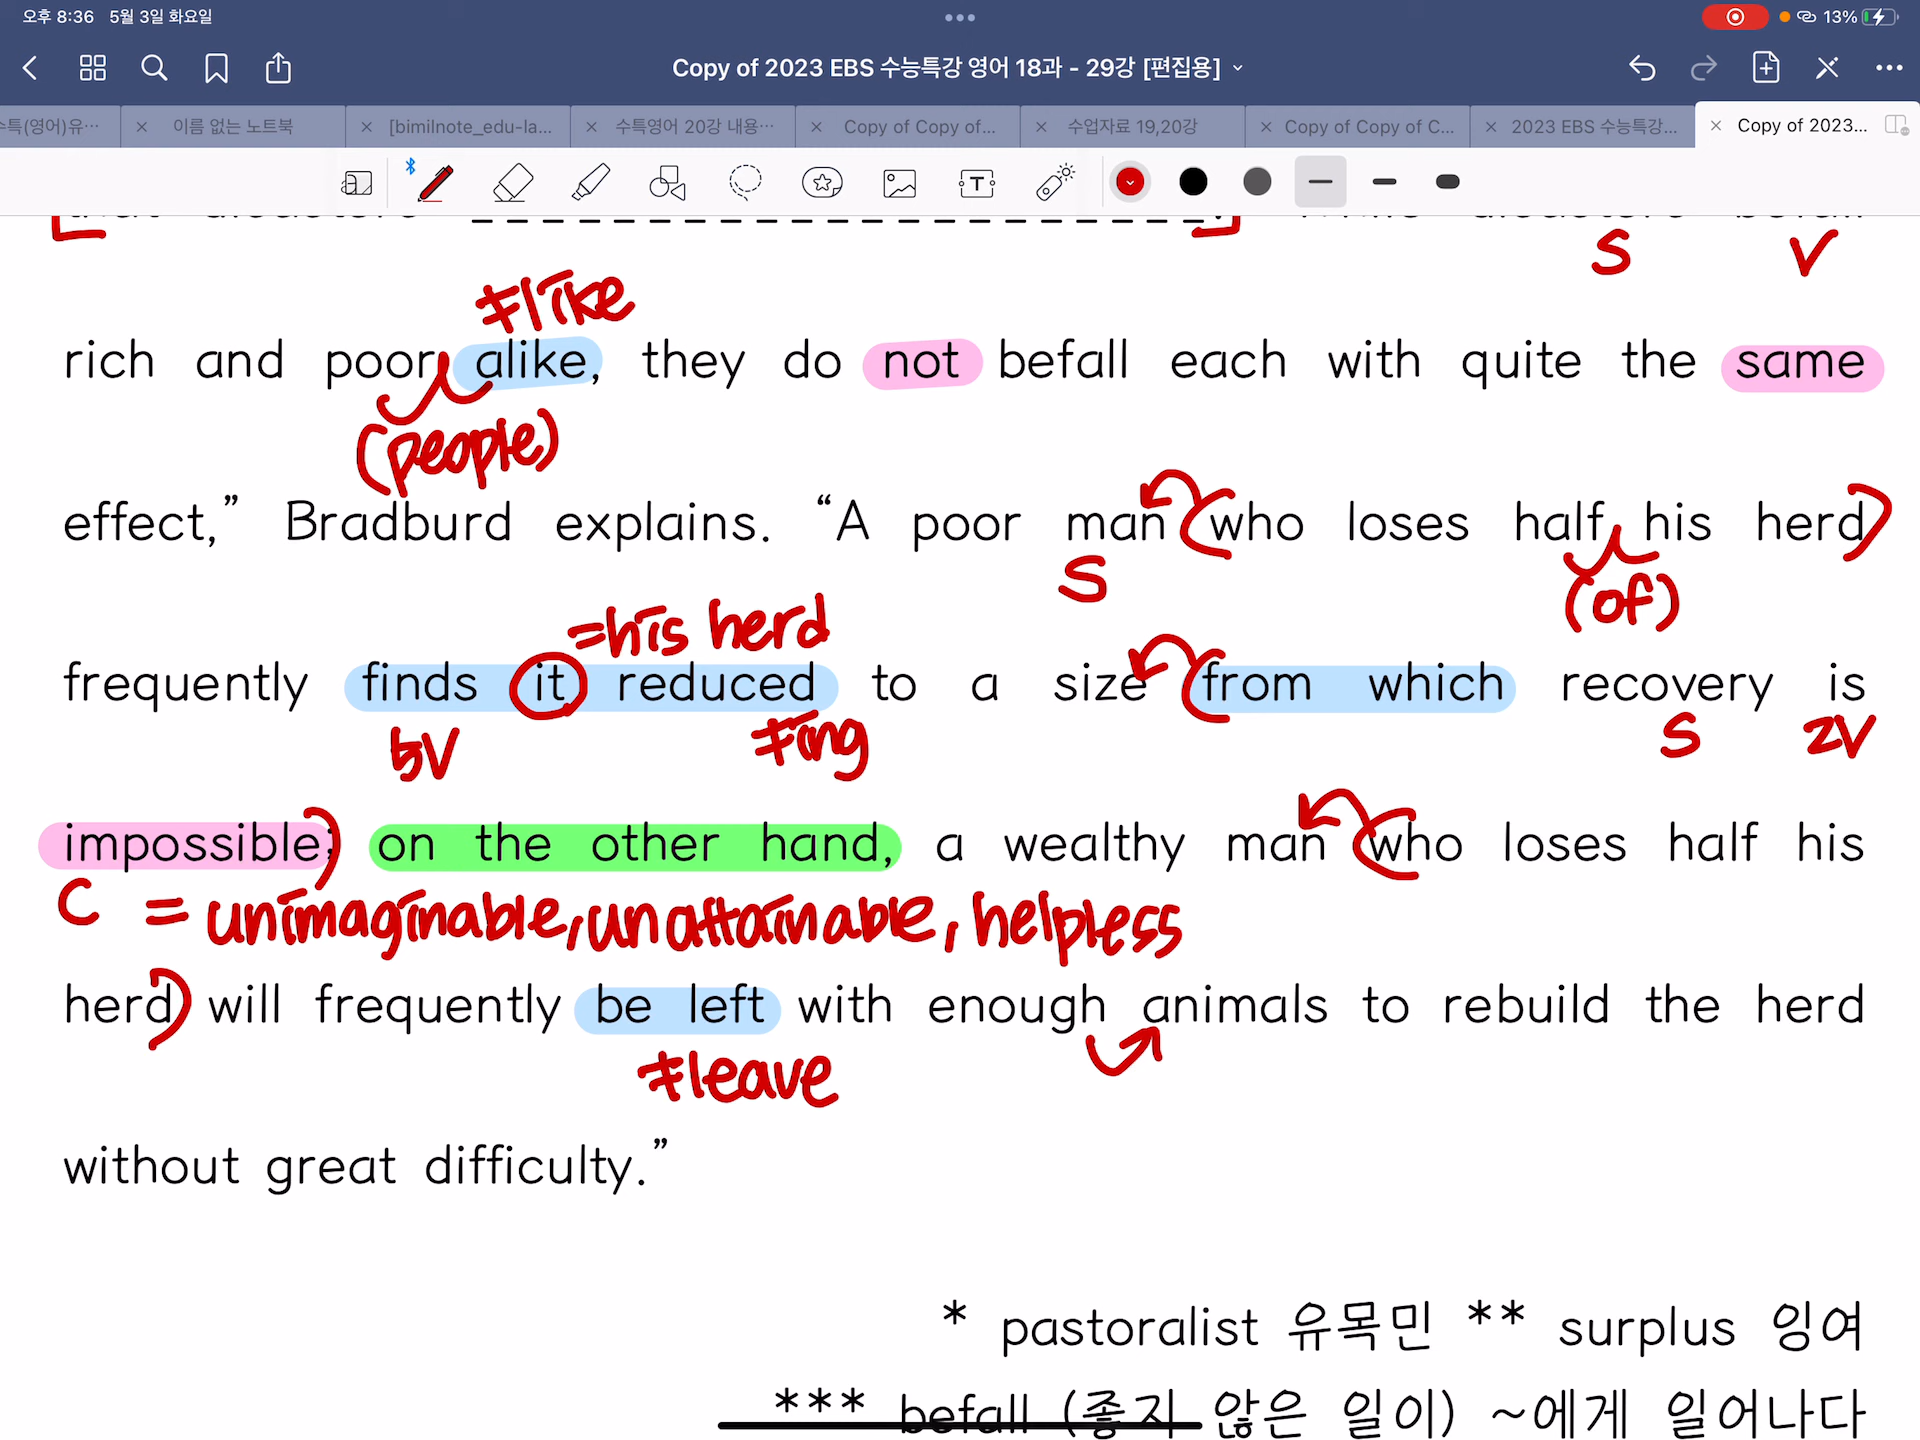 오후 8:36 5월 3일 화요일
13%
Copy of 2023 EBS 수능특강 영어 18과 - 29강 [편집용]
수특(영어)유… 이름 없는 노트북 [bimilnote_edu-la... 수특영어 20강 내용… Copy of Copy of... 수업자료 19,20강 Copy of Copy of C... 2023 EBS 수능특강... Copy of 2023...
S V
≠like
rich and poor alike, they do not befall each with quite the same
(people)
effect,” Bradburd explains. “A poor man who loses half his herd
S (of)
=his herd
frequently finds it reduced to a size from which recovery is
5V ≠ing S 2V
impossible; on the other hand, a wealthy man who loses half his
C = unimaginable, unattainable, helpless
herd will frequently be left with enough animals to rebuild the herd
≠leave
without great difficulty.”
* pastoralist 유목민 ** surplus 잉여
*** befall (좋지 않은 일이) ~에게 일어나다